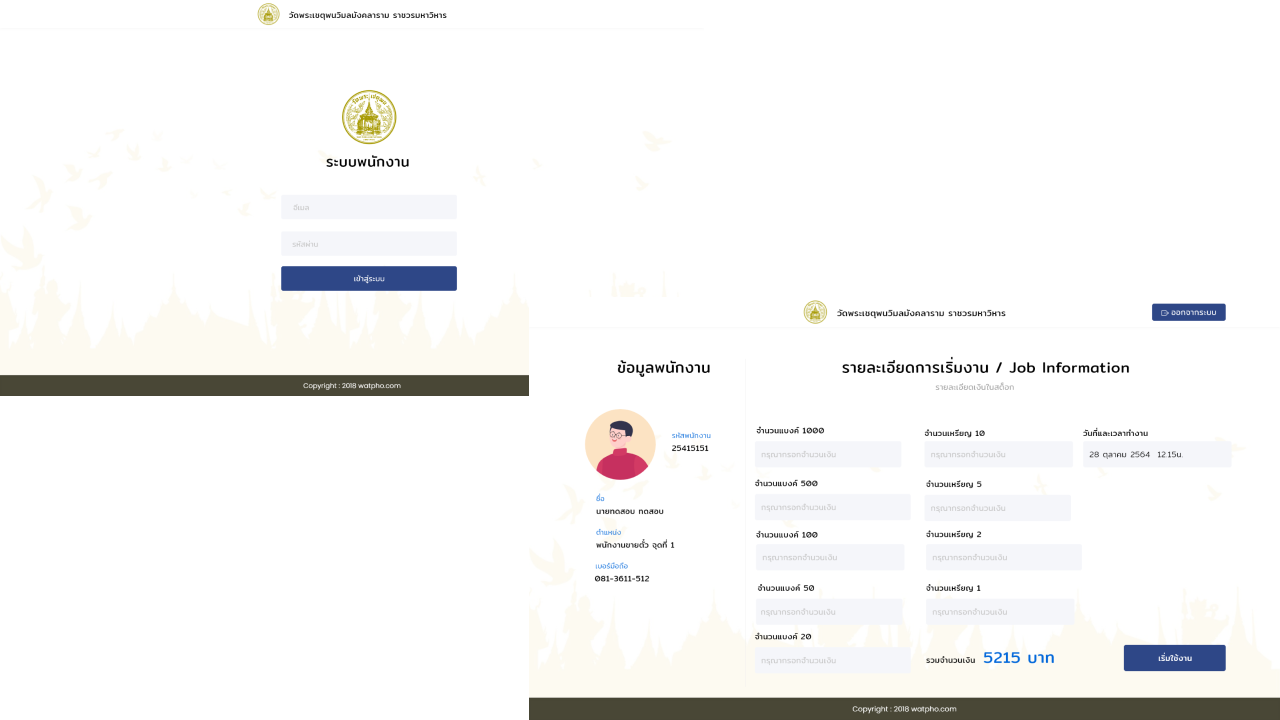 วัดพระเชตุพนวิมลมังคลาราม ราชวรมหาวิหาร
ระบบพนักงาน
อีเมล
รหัสผ่าน
เข้าสู่ระบบ
Copyright : 2018 watpho.com
วัดพระเชตุพนวิมลมังคลาราม ราชวรมหาวิหาร
ออกจากระบบ
ข้อมูลพนักงาน
รหัสพนักงาน
25415151
ชื่อ
นายทดสอบ ทดสอบ
ตำแหน่ง
พนักงานขายตั๋ว จุดที่ 1
เบอร์มือถือ
081-3611-512
รายละเอียดการเริ่มงาน / Job Information
รายละเอียดเงินในสต็อก
จำนวนแบงค์ 1000
กรุณากรอกจำนวนเงิน
จำนวนแบงค์ 500
กรุณากรอกจำนวนเงิน
จำนวนแบงค์ 100
กรุณากรอกจำนวนเงิน
จำนวนแบงค์ 50
กรุณากรอกจำนวนเงิน
จำนวนแบงค์ 20
กรุณากรอกจำนวนเงิน
จำนวนเหรียญ 10
กรุณากรอกจำนวนเงิน
จำนวนเหรียญ 5
กรุณากรอกจำนวนเงิน
จำนวนเหรียญ 2
กรุณากรอกจำนวนเงิน
จำนวนเหรียญ 1
กรุณากรอกจำนวนเงิน
รวมจำนวนเงิน 5215 บาท
วันที่และเวลาทำงาน
28 ตุลาคม 2564 12.15น.
เริ่มใช้งาน
Copyright : 2018 watpho.com